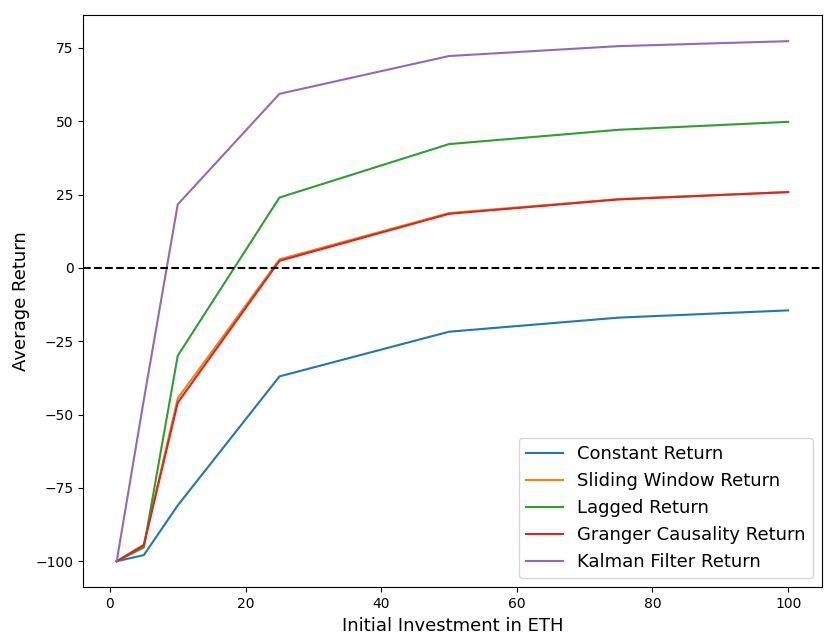 75
50
25
0
−25
−50
−75
−100
Average Return
0
20
40
60
80
100
Initial Investment in ETH
Constant Return
Sliding Window Return
Lagged Return
Granger Causality Return
Kalman Filter Return